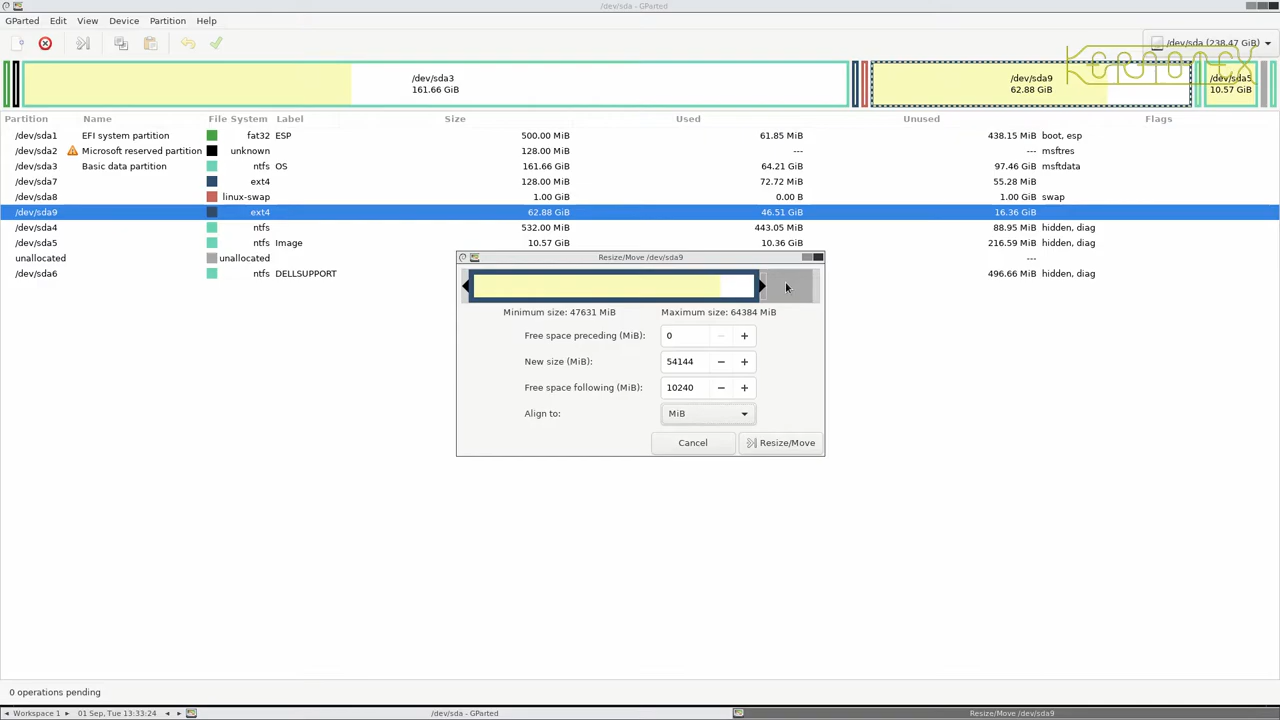 /dev/sda - GParted
GParted Edit View Device Partition Help
/dev/sda (238.47 GiB)
/dev/sda3
161.66 GiB
/dev/sda9
62.88 GiB
/dev/sda5
10.57 GiB
Partition Name File System Label Size Used Unused Flags
/dev/sda1 EFI system partition fat32 ESP 500.00 MiB 61.85 MiB 438.15 MiB boot, esp
/dev/sda2 Microsoft reserved partition unknown 128.00 MiB --- --- msftres
/dev/sda3 Basic data partition ntfs OS 161.66 GiB 64.21 GiB 97.46 GiB msftdata
/dev/sda7 ext4 128.00 MiB 72.72 MiB 55.28 MiB
/dev/sda8 linux-swap 1.00 GiB 0.00 B 1.00 GiB swap
/dev/sda9 ext4 62.88 GiB 46.51 GiB 16.36 GiB
/dev/sda4 ntfs 532.00 MiB 443.05 MiB 88.95 MiB hidden, diag
/dev/sda5 ntfs Image 10.57 GiB 10.36 GiB 216.59 MiB hidden, diag
unallocated unallocated ---
/dev/sda6 ntfs DELLSUPPORT 496.66 MiB hidden, diag
Resize/Move /dev/sda9
Minimum size: 47631 MiB Maximum size: 64384 MiB
Free space preceding (MiB): 0
New size (MiB): 54144
Free space following (MiB): 10240
Align to: MiB
Cancel Resize/Move
0 operations pending
Workspace 1 01 Sep, Tue 13:33:24 /dev/sda - GParted Resize/Move /dev/sda9